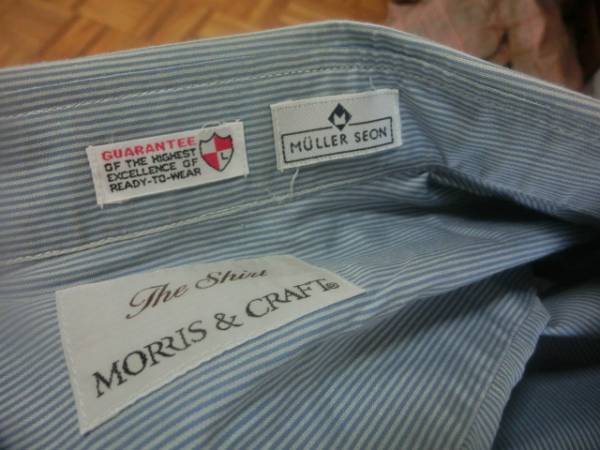 GUARANTEE
OF THE HIGHEST
EXCELLENCE OF
READY-TO-WEAR
L
M
MÜLLER SEON
The Shirt
MORRIS & CRAFT®